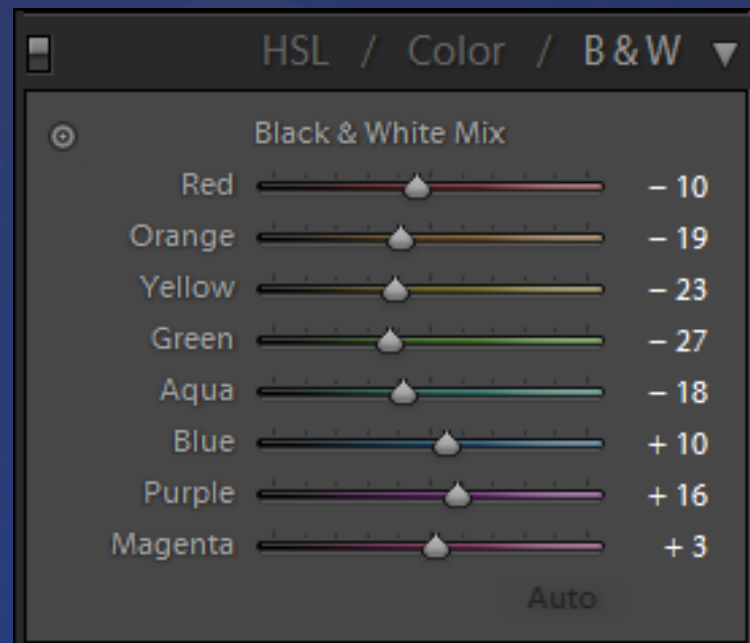 HSL / Color / B & W
Black & White Mix
Red – 10
Orange – 19
Yellow – 23
Green – 27
Aqua – 18
Blue + 10
Purple + 16
Magenta + 3
Auto